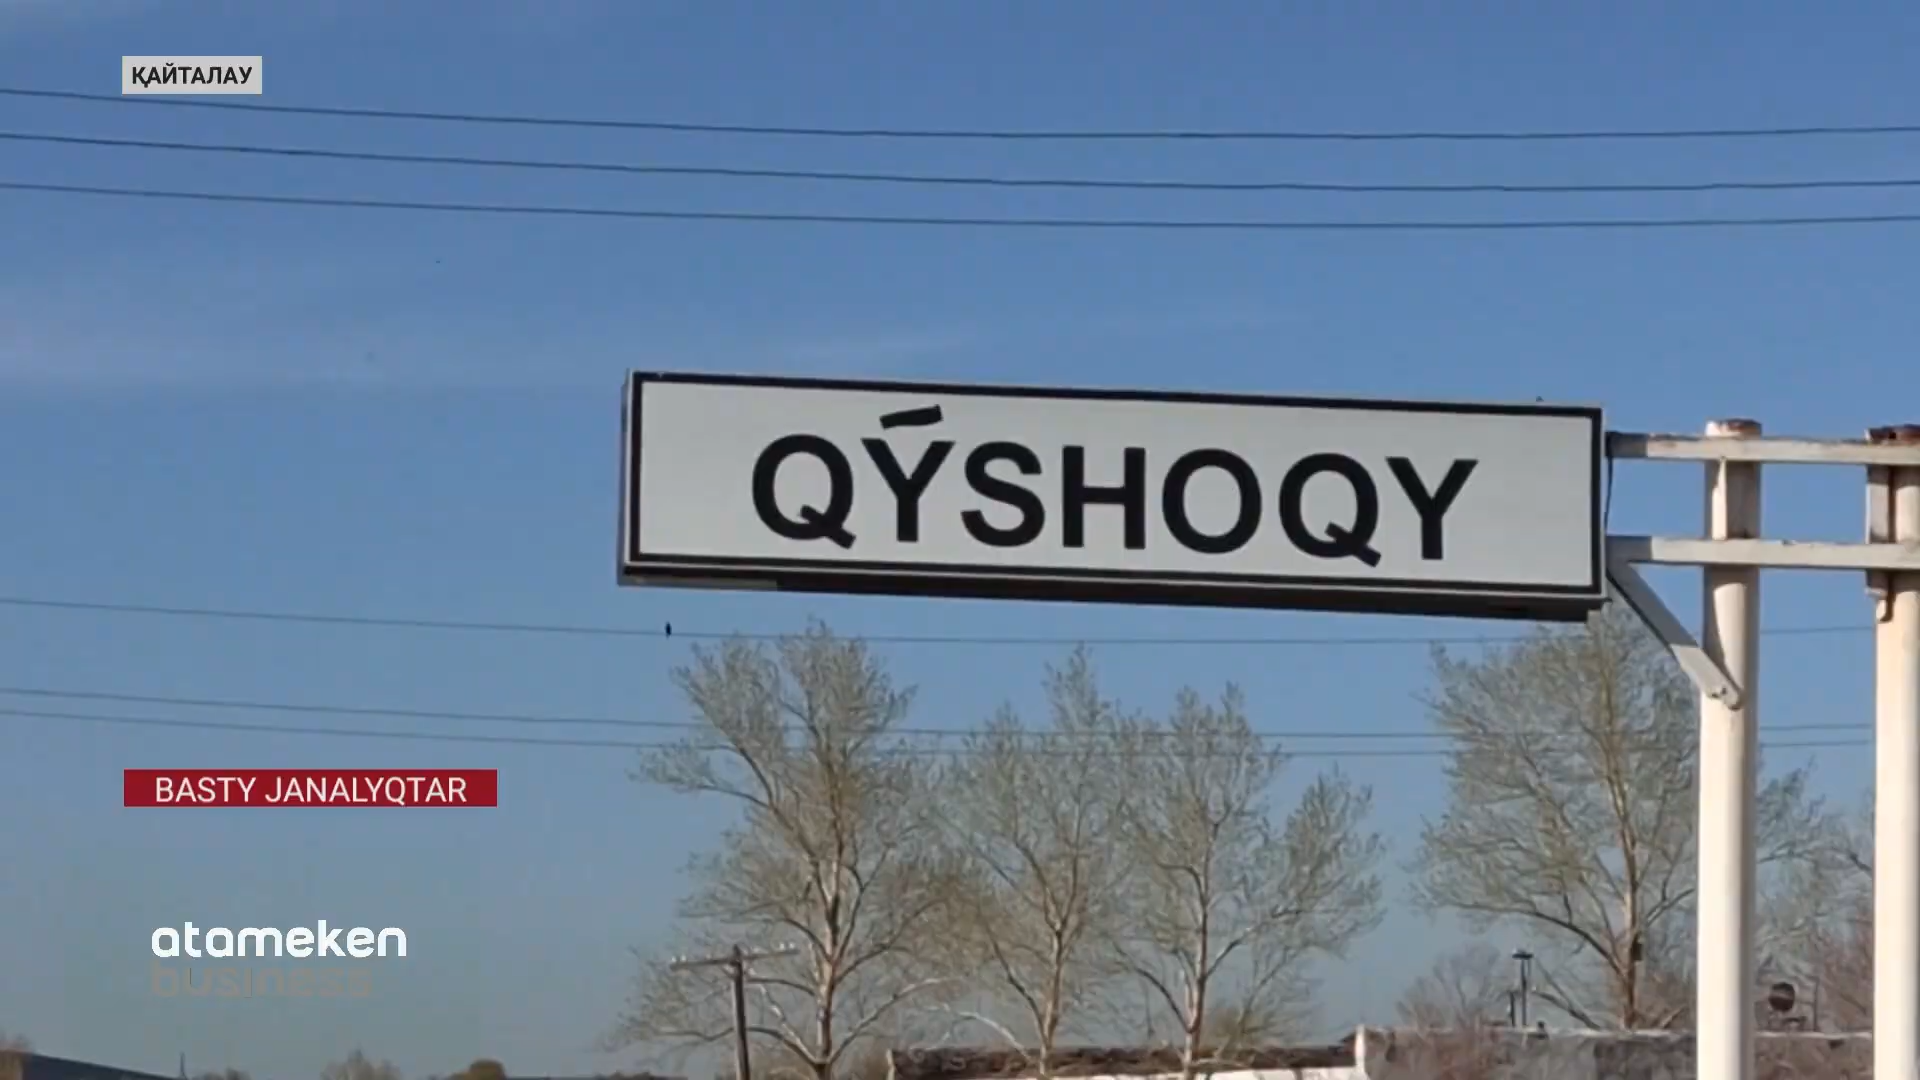 ҚАЙТАЛАУ
QÝSHOQY
BASTY JANALYQTAR
atameken
business